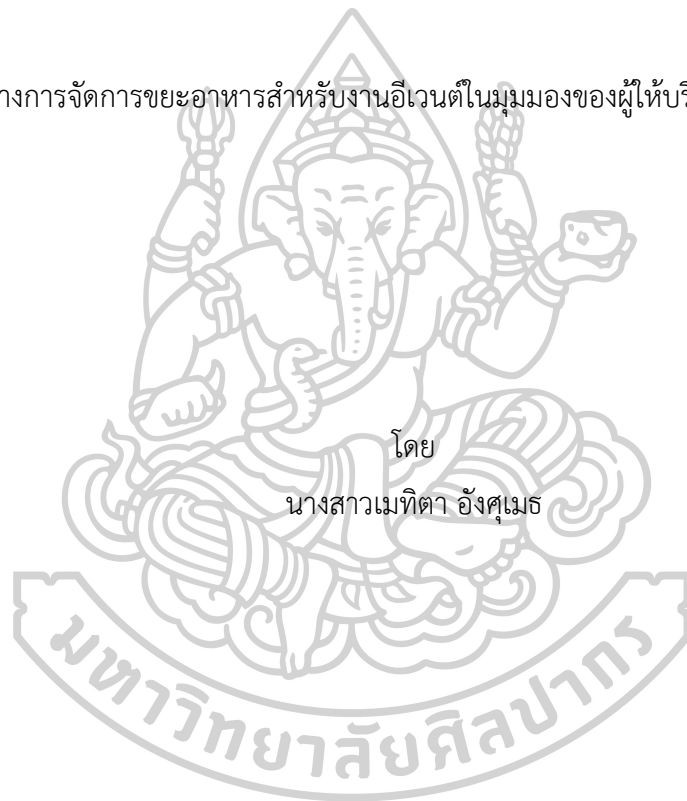 างการจัดการขยะอาหารสำหรับงานอีเวนต์ในมุมมองของผู้ให้บริ
โดย
นางสาวเมทิตา อังศุเมธ
มหาวิทยาลัยศิลปากร